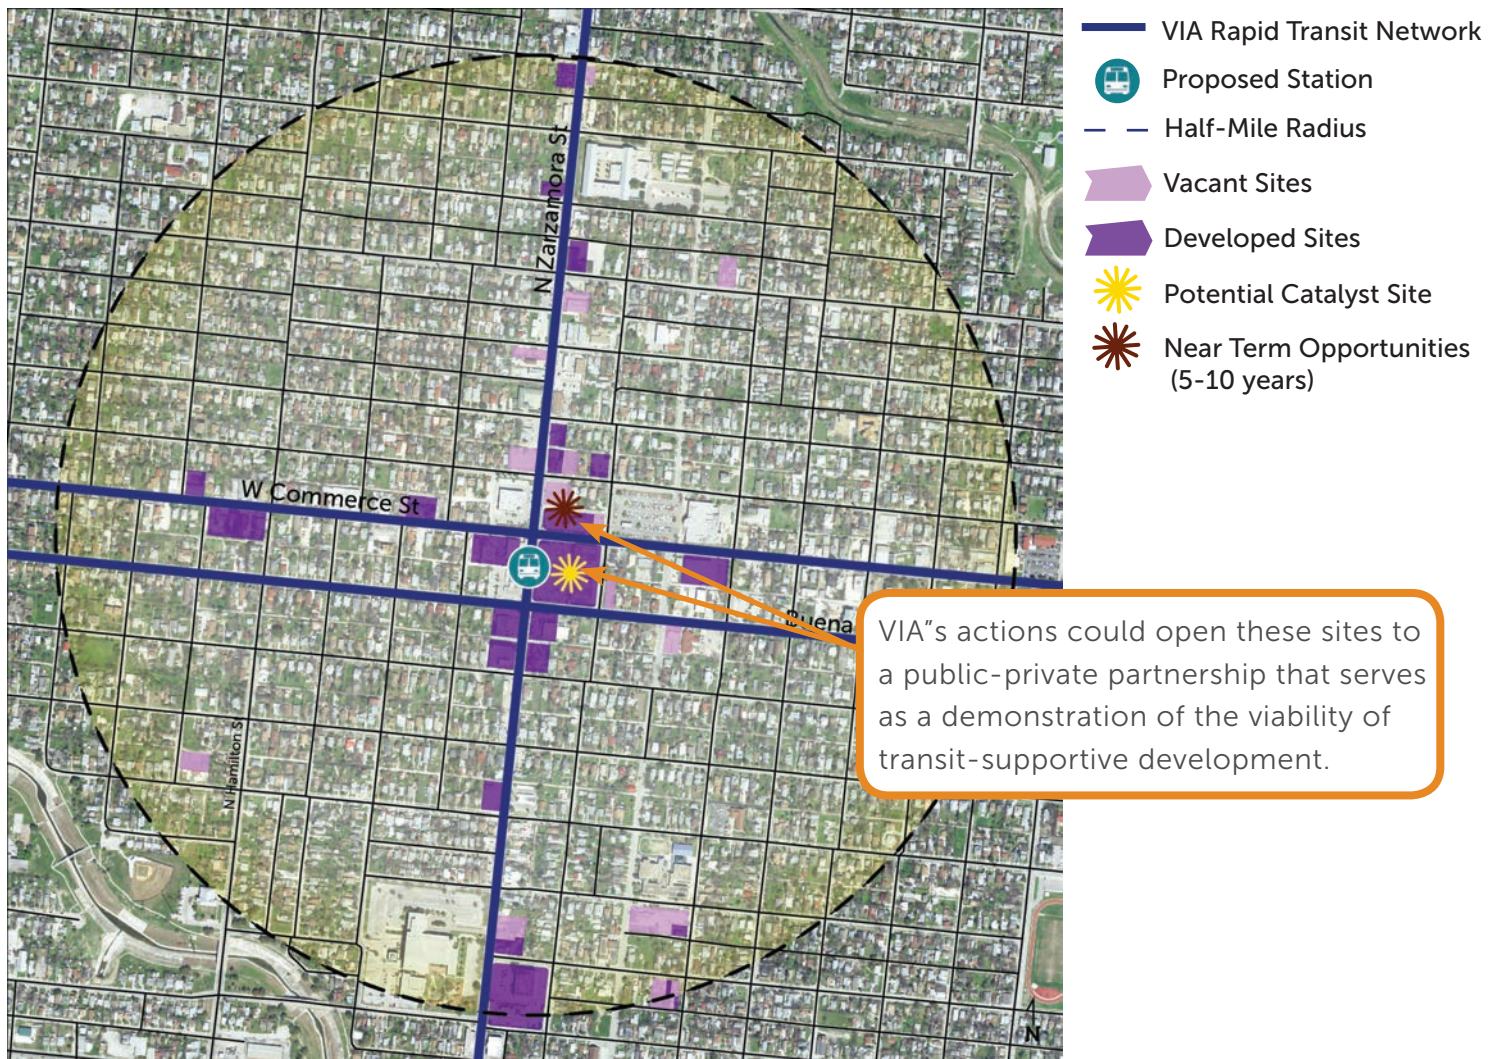 VIA Rapid Transit Network
Proposed Station
Half-Mile Radius
Vacant Sites
Developed Sites
Potential Catalyst Site
Near Term Opportunities
(5-10 years)
N Zarzamora St
W Commerce St
Buena
VIA"s actions could open these sites to
a public-private partnership that serves
as a demonstration of the viability of
transit-supportive development.
N Hamilton S
N